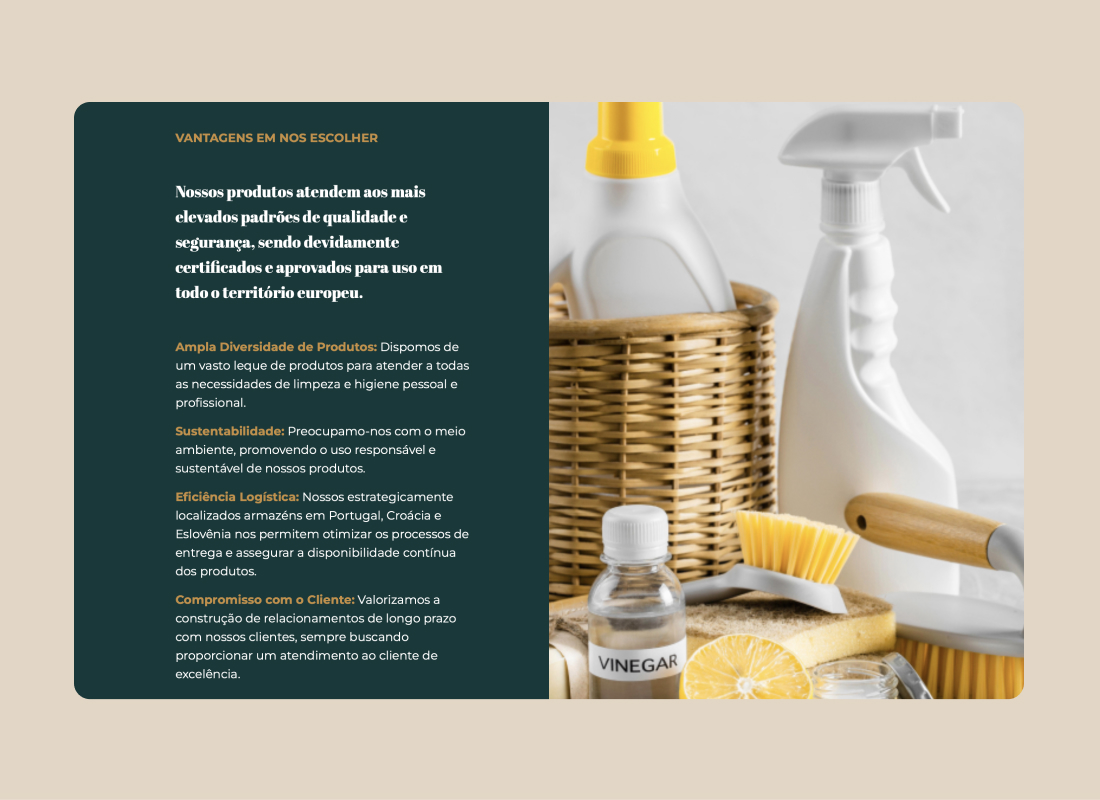 VANTAGENS EM NOS ESCOLHER
Nossos produtos atendem aos mais
elevados padrões de qualidade e
segurança, sendo devidamente
certificados e aprovados para uso em
todo o território europeu.
Ampla Diversidade de Produtos: Dispomos de
um vasto leque de produtos para atender a todas
as necessidades de limpeza e higiene pessoal e
profissional.
Sustentabilidade: Preocupamo-nos com o meio
ambiente, promovendo o uso responsável e
sustentável de nossos produtos.
Eficiência Logística: Nossos estrategicamente
localizados armazéns em Portugal, Croácia e
Eslovênia nos permitem otimizar os processos de
entrega e assegurar a disponibilidade contínua
dos produtos.
Compromisso com o Cliente: Valorizamos a
construção de relacionamentos de longo prazo
com nossos clientes, sempre buscando
proporcionar um atendimento ao cliente de
excelência.
VINEGAR